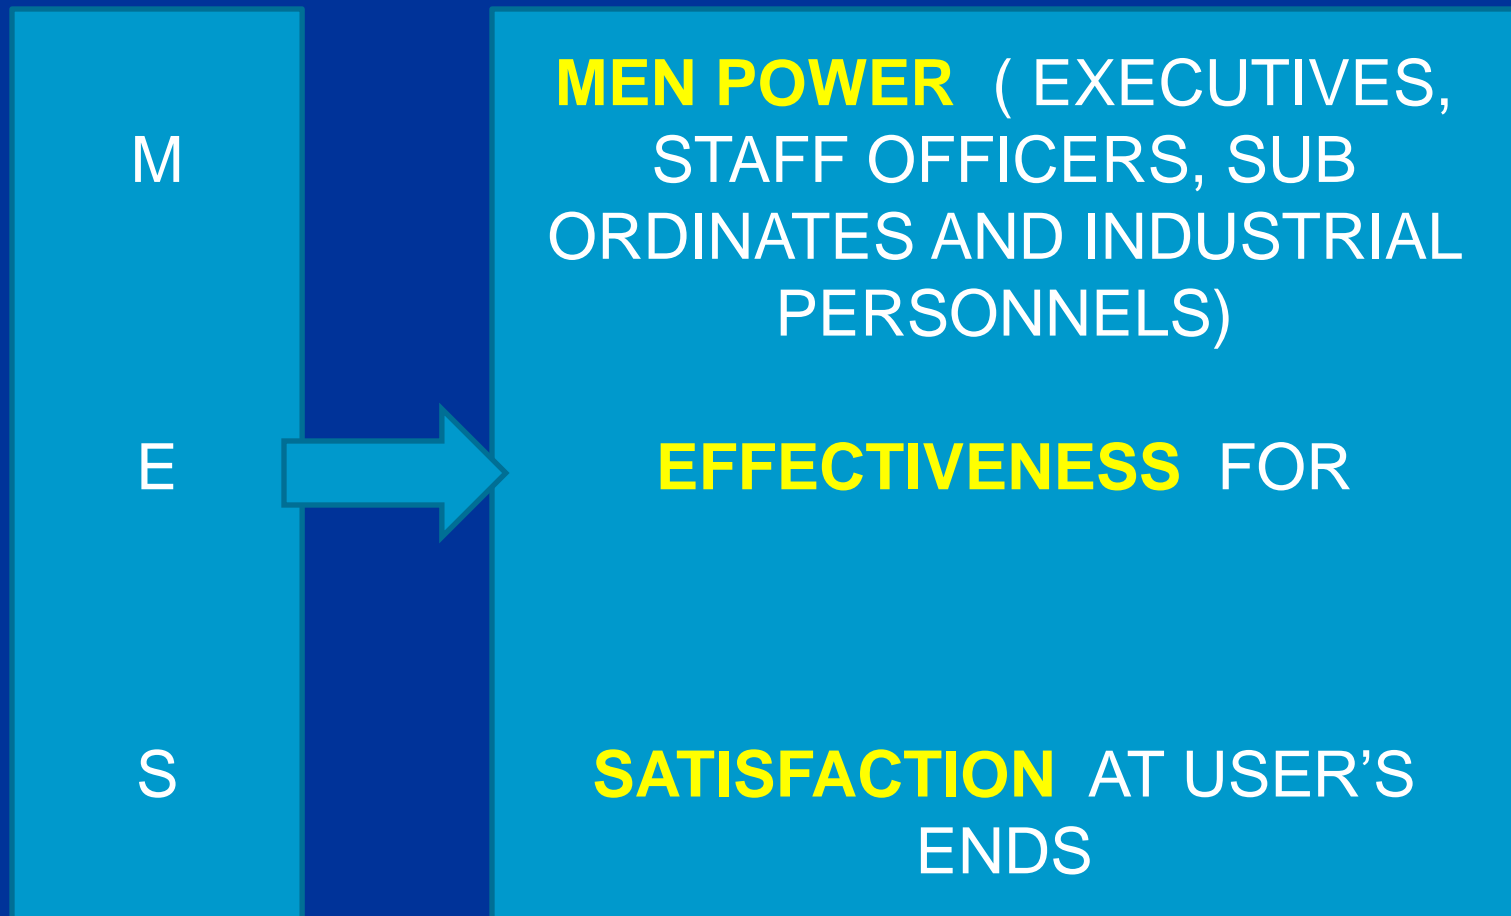 M
MEN POWER ( EXECUTIVES,
STAFF OFFICERS, SUB
ORDINATES AND INDUSTRIAL
PERSONNELS)
E
EFFECTIVENESS FOR
S
SATISFACTION AT USER’S
ENDS